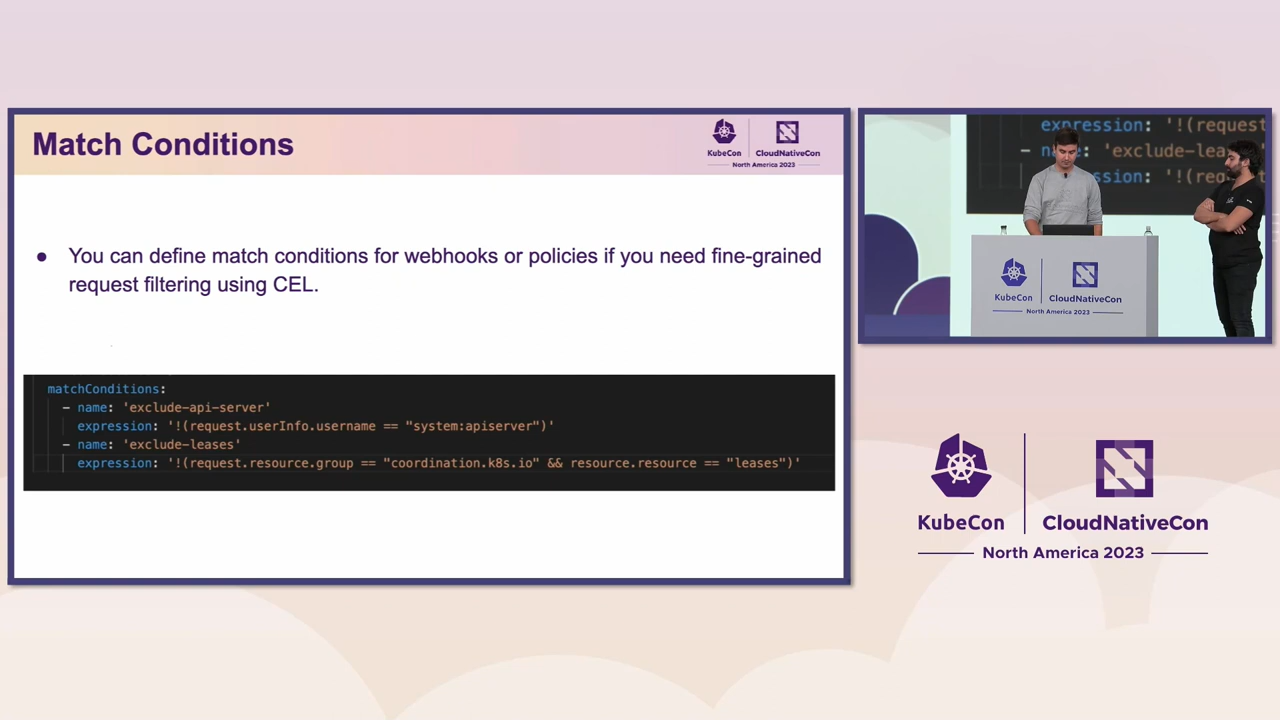 Match Conditions
KubeCon
CloudNativeCon
North America 2023
● You can define match conditions for webhooks or policies if you need fine-grained
request filtering using CEL.
matchConditions:
- name: 'exclude-api-server'
expression: '!(request.userInfo.username == "system:apiserver")'
- name: 'exclude-leases'
expression: '!(request.resource.group == "coordination.k8s.io" && resource.resource == "leases")'
expression: '!(request
- 'exclude-lea
'!(req
KubeCon
CloudNativeCon
North America 2023
KubeCon
CloudNativeCon
North America 2023